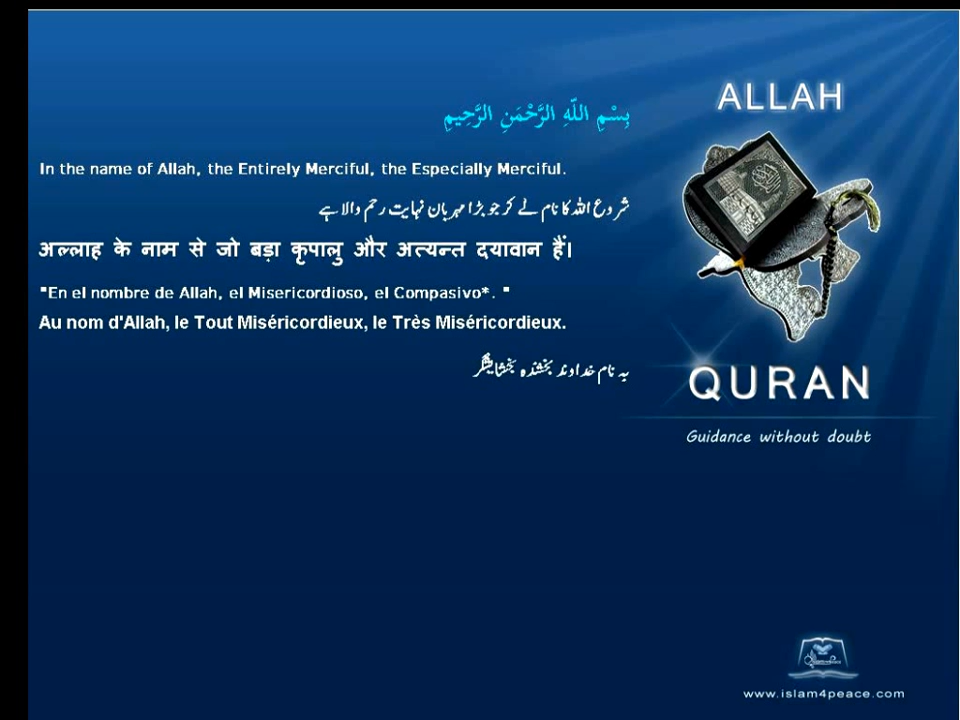 بِسْمِ اللّهِ الرَّحْمَنِ الرَّحِيمِ
In the name of Allah, the Entirely Merciful, the Especially Merciful.
شروع اللہ کا نام لے کر جو بڑا مہربان نہایت رحم والا ہے
अल्लाह के नाम से जो बड़ा कृपालु और अत्यन्त दयावान हैं।
"En el nombre de Allah, el Misericordioso, el Compasivo*. "
Au nom d'Allah, le Tout Miséricordieux, le Très Miséricordieux.
به نام خداوند بخشنده بخشایشگر
ALLAH
QURAN
Guidance without doubt
www.islam4peace.com